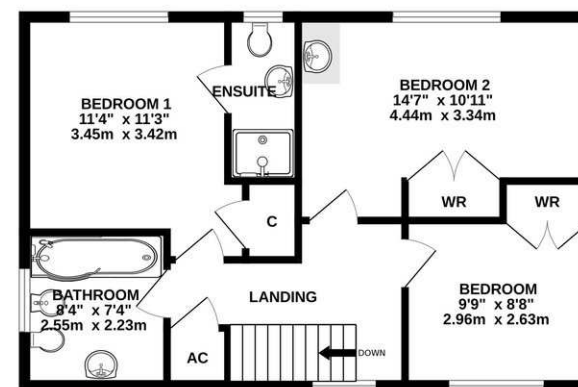 BEDROOM 1
11'4" x 11'3"
3.45m x 3.42m
ENSUITE
BEDROOM 2
14'7" x 10'11"
4.44m x 3.34m
WR
WR
C
BATHROOM
8'4" x 7'4"
2.55m x 2.23m
LANDING
BEDROOM
9'9" x 8'8"
2.96m x 2.63m
AC
DOWN